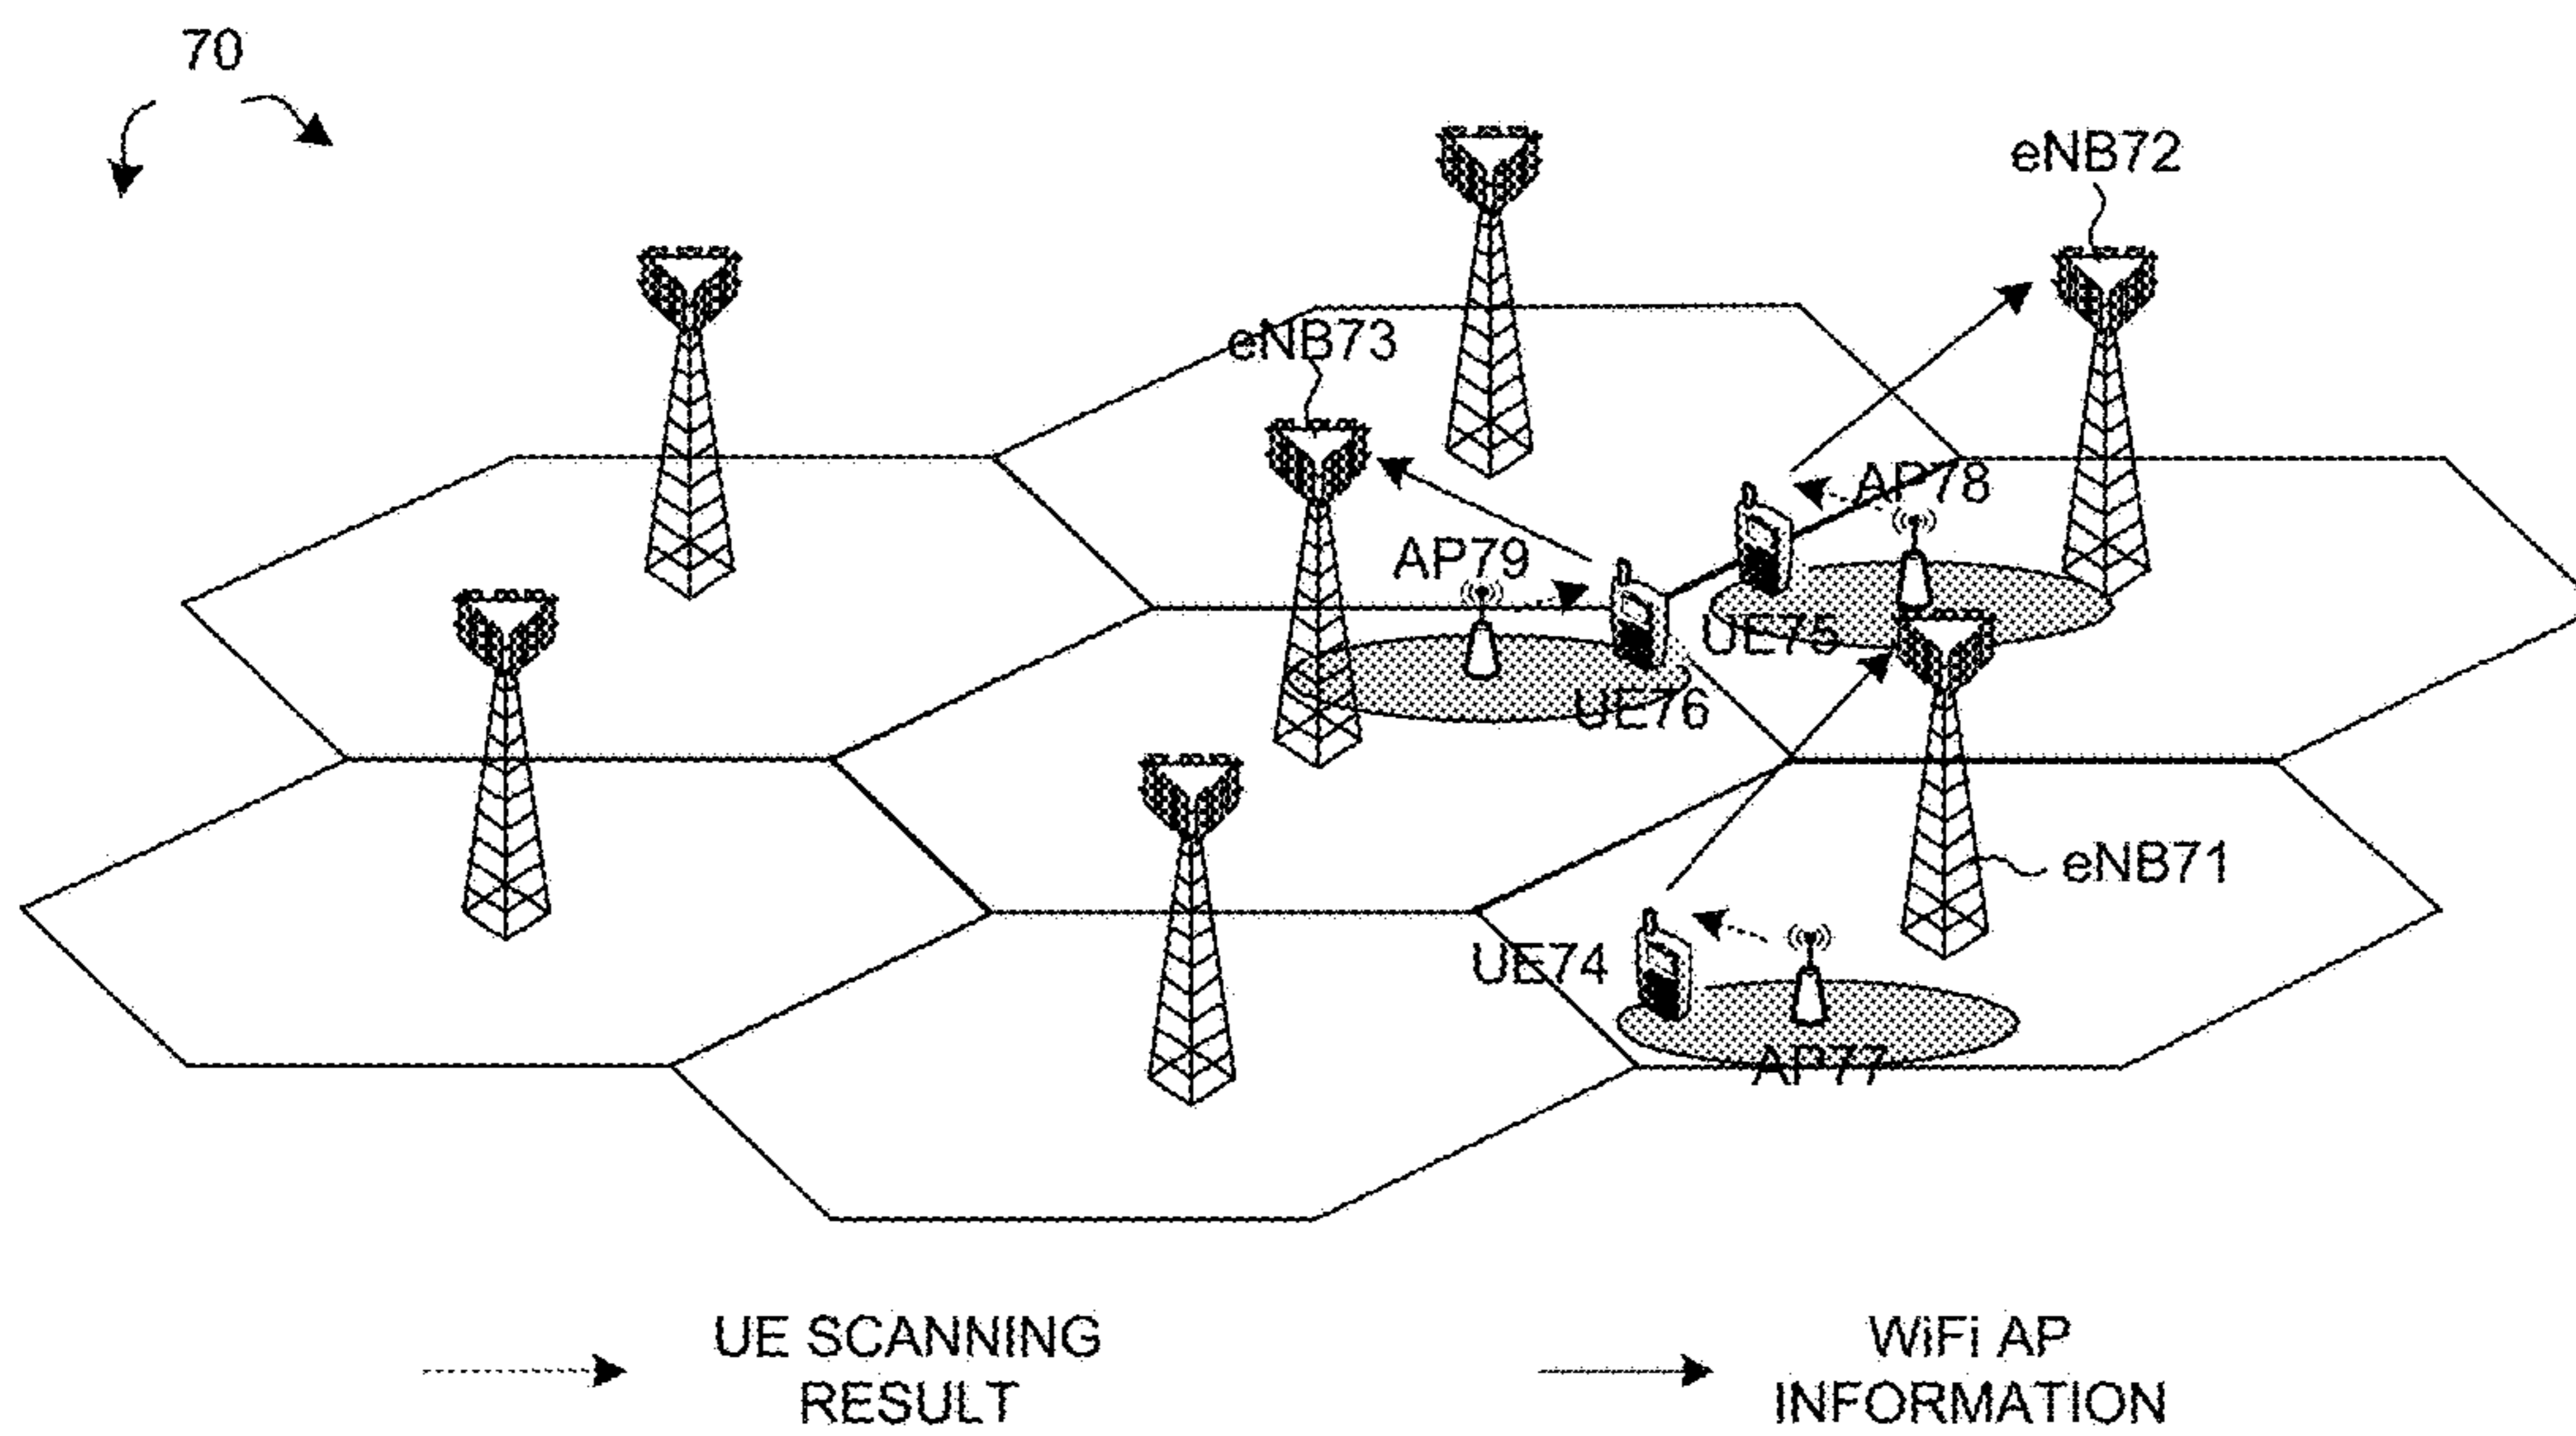 70
eNB72
eNB73
AP78
AP79
UE75
UE76
eNB71
UE74
AP77
UE SCANNING
RESULT
WiFi AP
INFORMATION